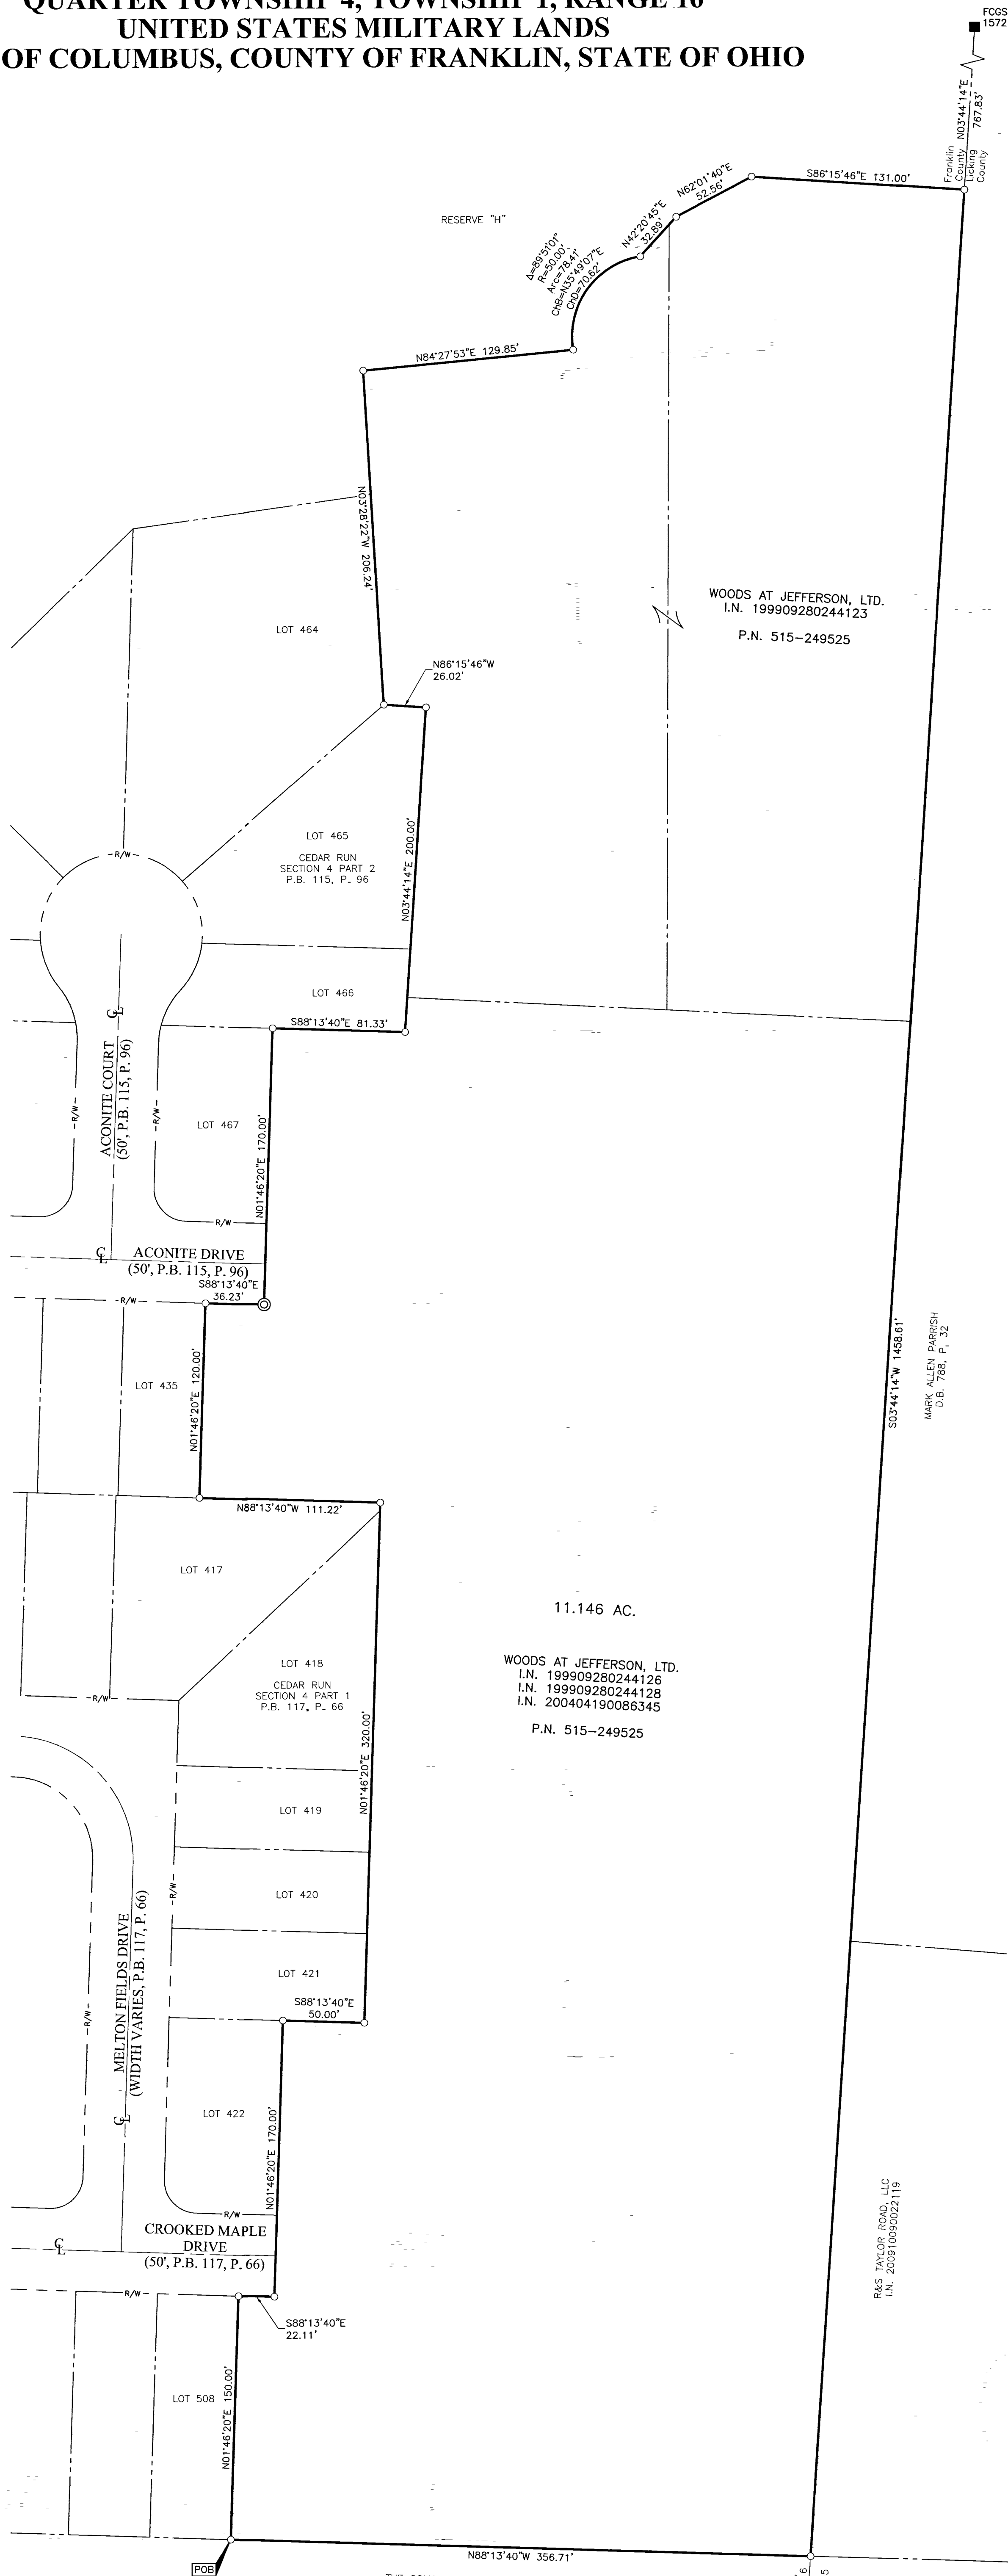 QUARTER TOWNSHIP 4, TOWNSHIP 1, RANGE 16
UNITED STATES MILITARY LANDS
OF COLUMBUS, COUNTY OF FRANKLIN, STATE OF OHIO
FCGS
1572
N03°44'14"E
767.83'
Franklin
County
Licking
County
S86°15'46"E 131.00'
N62°01'40"E
52.56'
N42°20'45"E
32.89'
RESERVE "H"
Δ=89°51'01"
R=50.00'
Arc=78.41'
ChB=N35°49'07"E
ChD=70.62'
N84°27'53"E 129.85'
N03°28'22"W 206.24'
WOODS AT JEFFERSON, LTD.
I.N. 199909280244123
P.N. 515-249525
LOT 464
N86°15'46"W
26.02'
LOT 465
CEDAR RUN
SECTION 4 PART 2
P.B. 115, P. 96
N03°44'14"E 200.00'
-R/W-
LOT 466
S88°13'40"E 81.33'
CL
ACONITE COURT
(50', P.B. 115, P. 96)
-R/W-
-R/W-
LOT 467
N01°46'20"E 170.00'
-R/W-
CL
ACONITE DRIVE
(50', P.B. 115, P. 96)
S88°13'40"E
36.23'
-R/W-
S03°44'14"W 1458.61'
MARK ALLEN PARRISH
D.B. 788, P. 32
LOT 435
N01°46'20"E 120.00'
N88°13'40"W 111.22'
LOT 417
11.146 AC.
WOODS AT JEFFERSON, LTD.
I.N. 199909280244126
I.N. 199909280244128
I.N. 200404190086345
P.N. 515-249525
LOT 418
CEDAR RUN
SECTION 4 PART 1
P.B. 117, P. 66
-R/W-
N01°46'20"E 320.00'
LOT 419
LOT 420
-R/W-
MELTON FIELDS DRIVE
(WIDTH VARIES, P.B. 117, P. 66)
-R/W-
CL
LOT 421
S88°13'40"E
50.00'
LOT 422
N01°46'20"E 170.00'
R&S TAYLOR ROAD, LLC
I.N. 200910090022119
-R/W-
CL
CROOKED MAPLE
DRIVE
(50', P.B. 117, P. 66)
-R/W-
S88°13'40"E
22.11'
LOT 508
N01°46'20"E 150.00'
POB
N88°13'40"W 356.71'